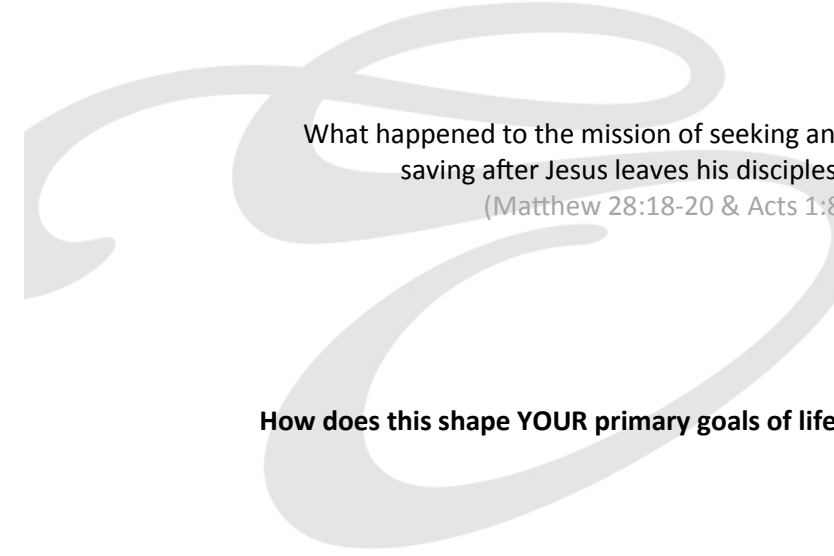 What happened to the mission of seeking an
saving after Jesus leaves his disciples
(Matthew 28:18-20 & Acts 1:8
How does this shape YOUR primary goals of life